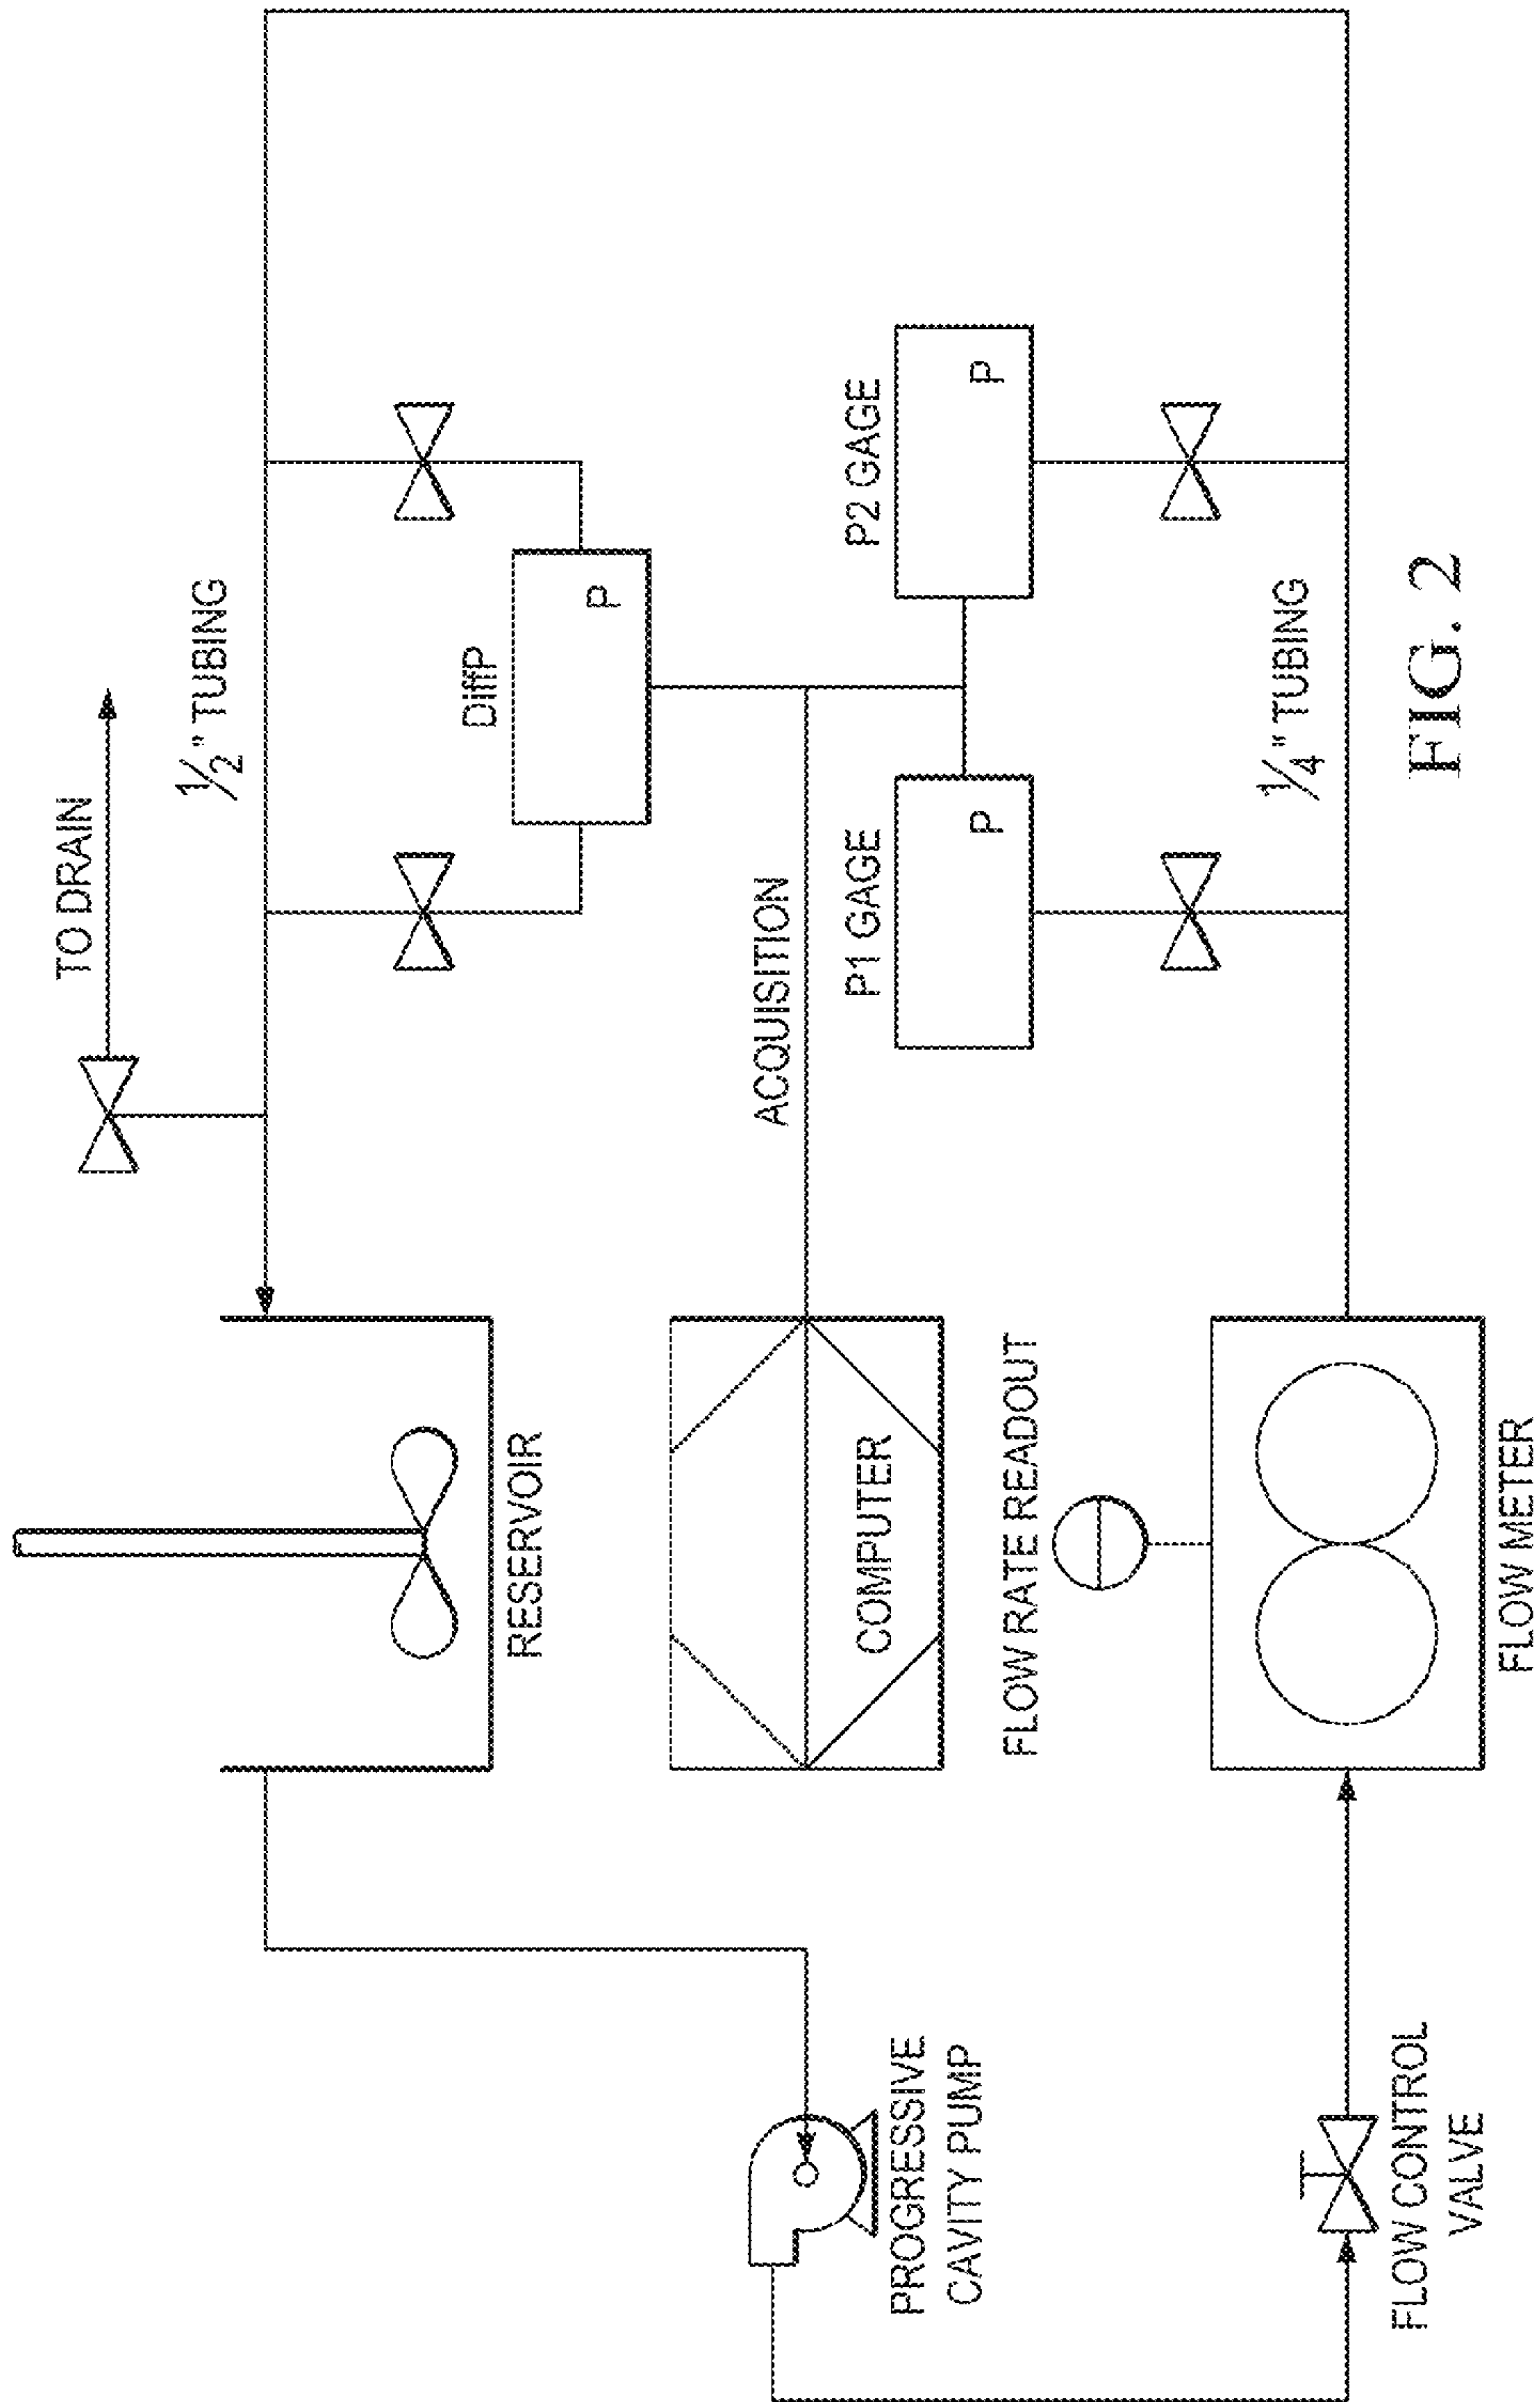 TO DRAIN
1/2" TUBING
DiffP
P
RESERVOIR
ACQUISITION
COMPUTER
P1 GAGE
P
P2 GAGE
P
PROGRESSIVE
CAVITY PUMP
FLOW RATE READOUT
1/4" TUBING
FLOW CONTROL
VALVE
FLOW METER
FIG. 2